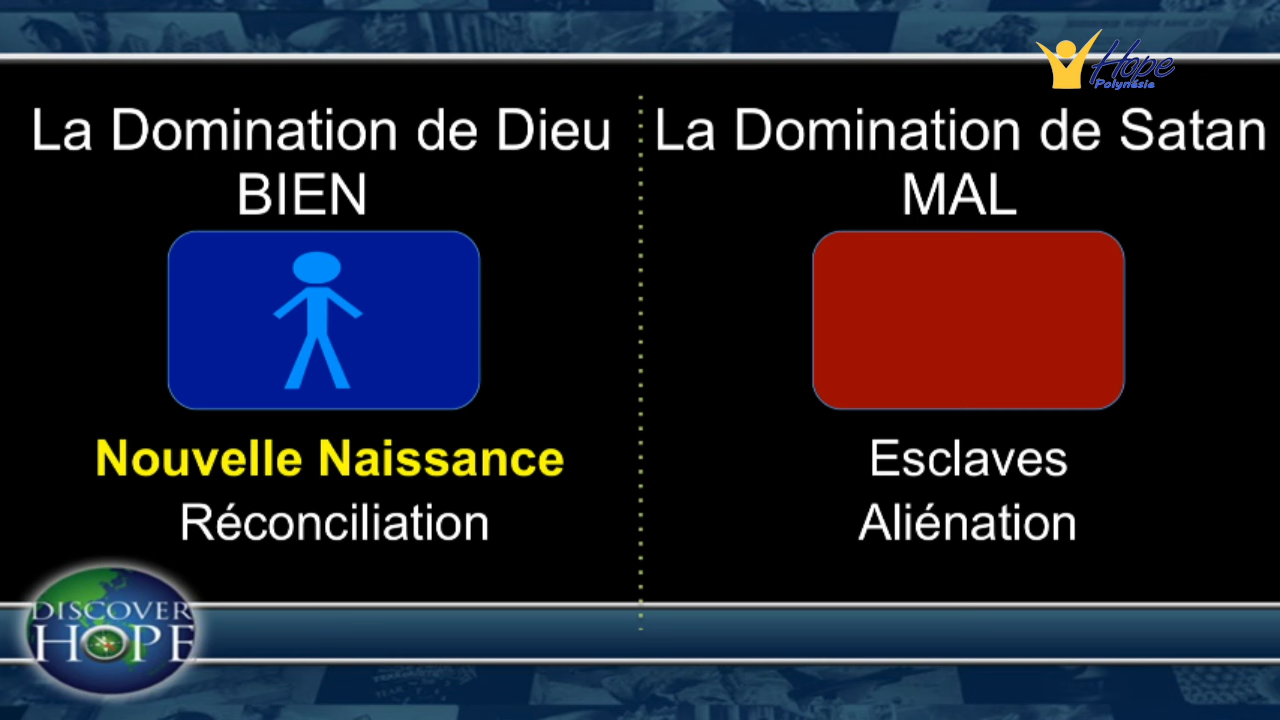 Hope
Polynésie
La Domination de Dieu
BIEN
Nouvelle Naissance
Réconciliation
La Domination de Satan
MAL
Esclaves
Aliénation
DISCOVER
HOPE